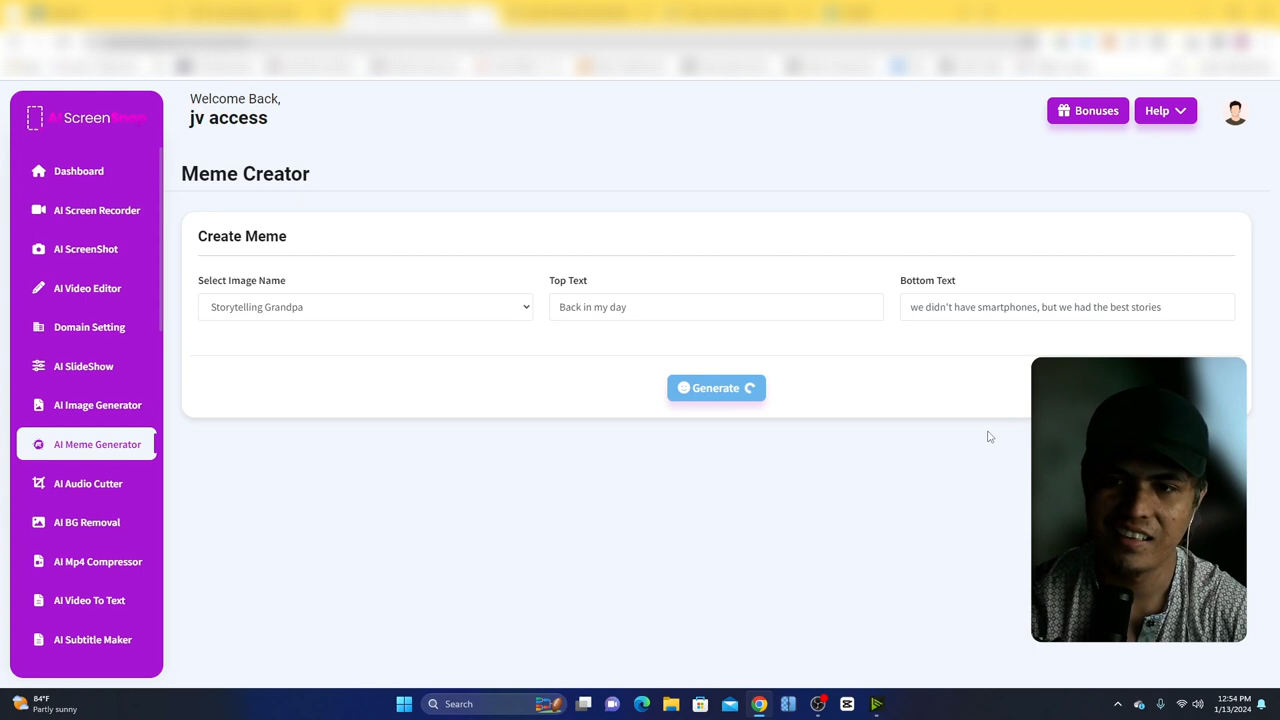 AI ScreenSnap
Welcome Back,
jv access
Bonuses
Help
Meme Creator
Dashboard
AI Screen Recorder
AI ScreenShot
AI Video Editor
Domain Setting
AI SlideShow
AI Image Generator
AI Meme Generator
AI Audio Cutter
AI BG Removal
AI Mp4 Compressor
AI Video To Text
AI Subtitle Maker
Create Meme
Select Image Name
Top Text
Bottom Text
Storytelling Grandpa
Back in my day
we didn't have smartphones, but we had the best stories
Generate
84°F
Partly sunny
Search
12:54 PM
1/13/2024